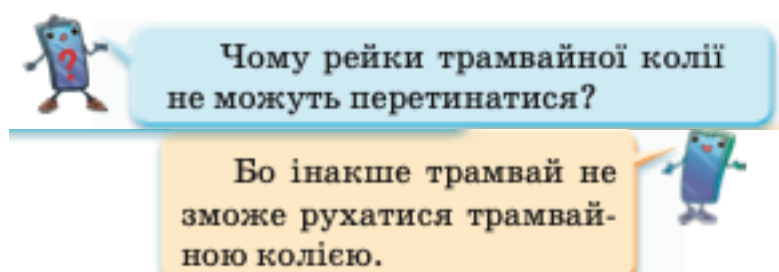 ?
Чому рейки трамвайної колії
не можуть перетинатися?
Бо інакше трамвай не
зможе рухатися трамвай-
ною колією.